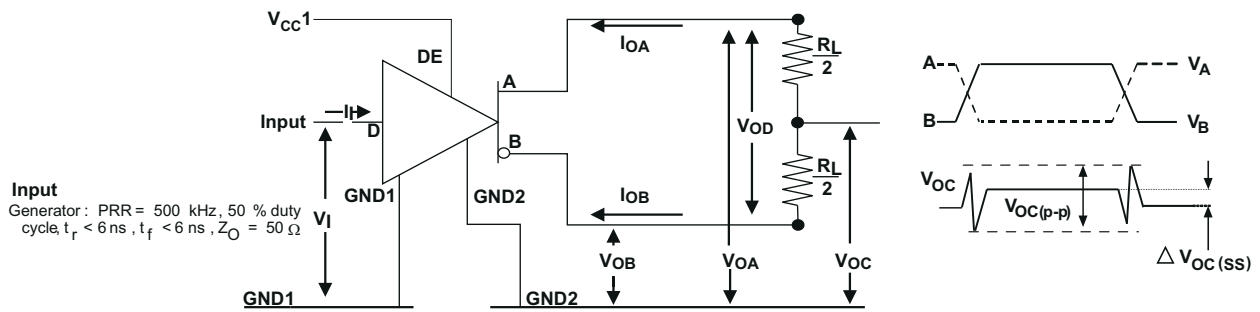 VCC1
DE
IOA
A
RL
2
II
Input
D
B
VOD
GND1
GND2
RL
2
IOB
VI
VOB
VOA
VOC
GND1
GND2
Input
Generator: PRR = 500 kHz, 50 % duty
cycle, tr < 6 ns, tf < 6 ns, ZO = 50 Ω
A
VA
B
VB
VOC
VOC(p-p)
△ VOC(SS)